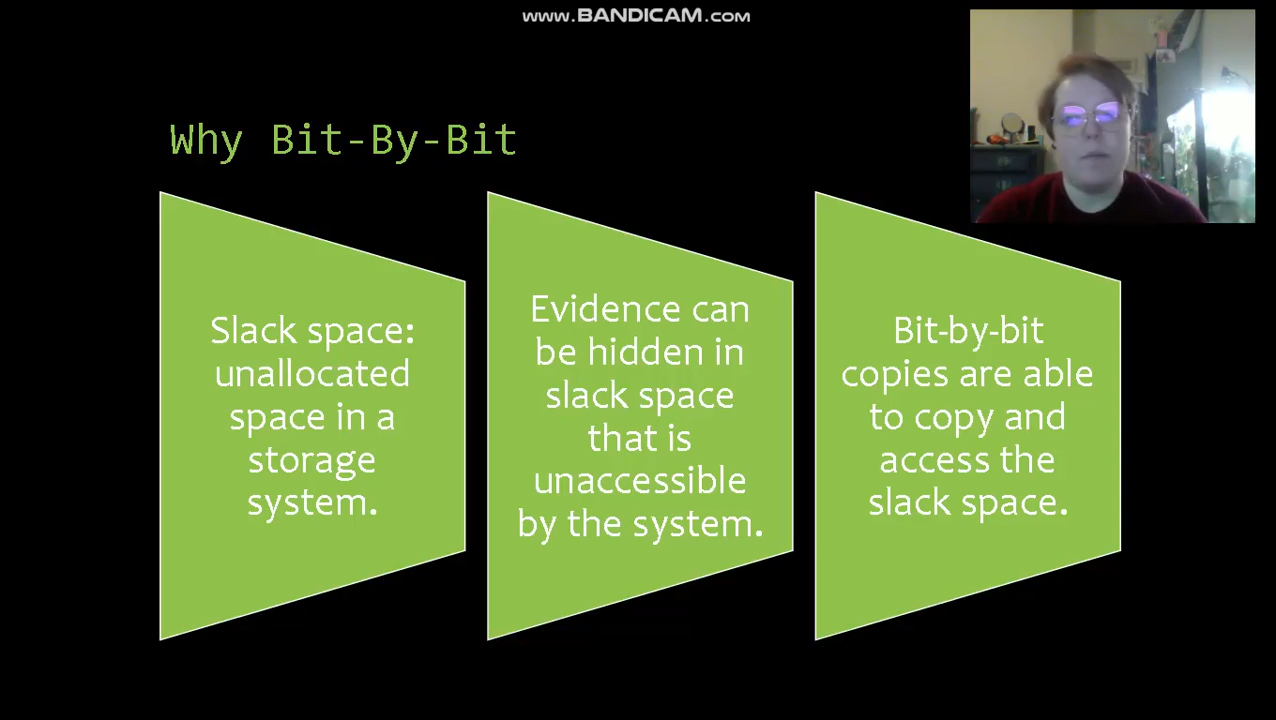 www.BANDICAM.com
Why Bit-By-Bit
Slack space:
unallocated
space in a
storage
system.
Evidence can
be hidden in
slack space
that is
unaccessible
by the system.
Bit-by-bit
copies are able
to copy and
access the
slack space.